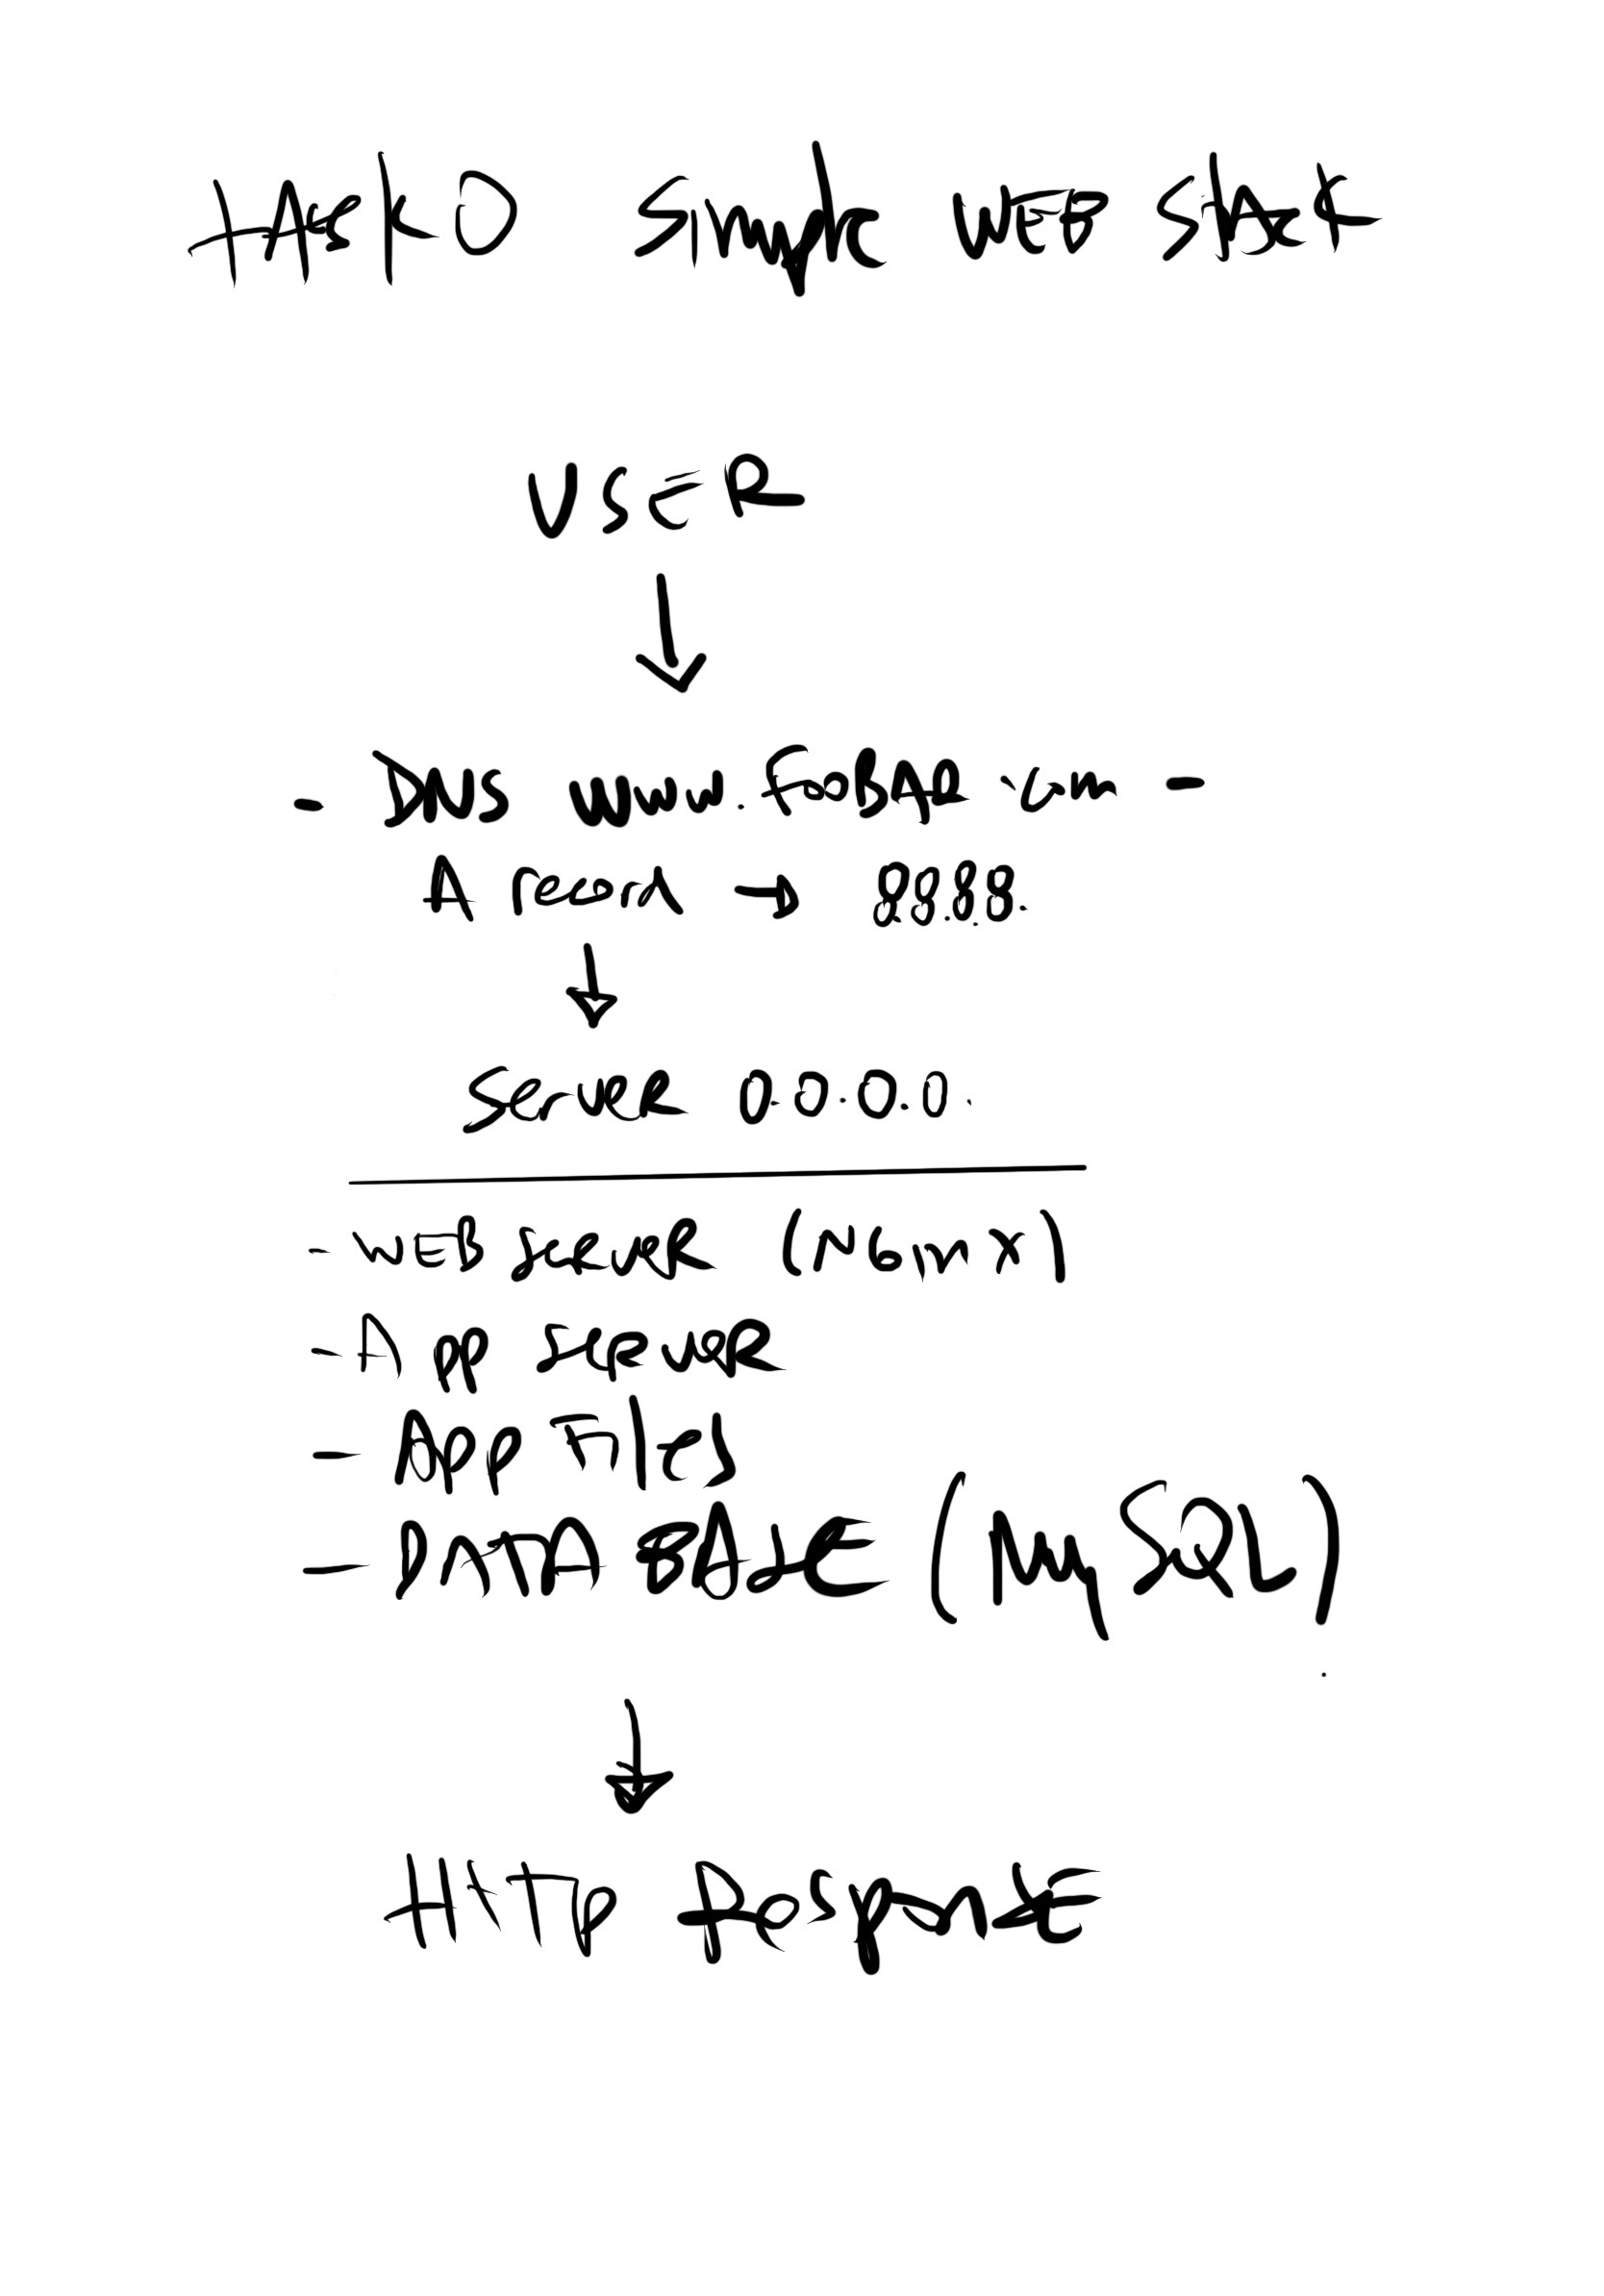 TASK 0 Simple WEB stack
USER
- DNS www.FooBAR.com -
A record → 8.8.8.8.
Server 0.0.0.0.
- WEB SERVER (NGinx)
- App server
- App Files
- DATA BASE (MySQL)
HTTP Response